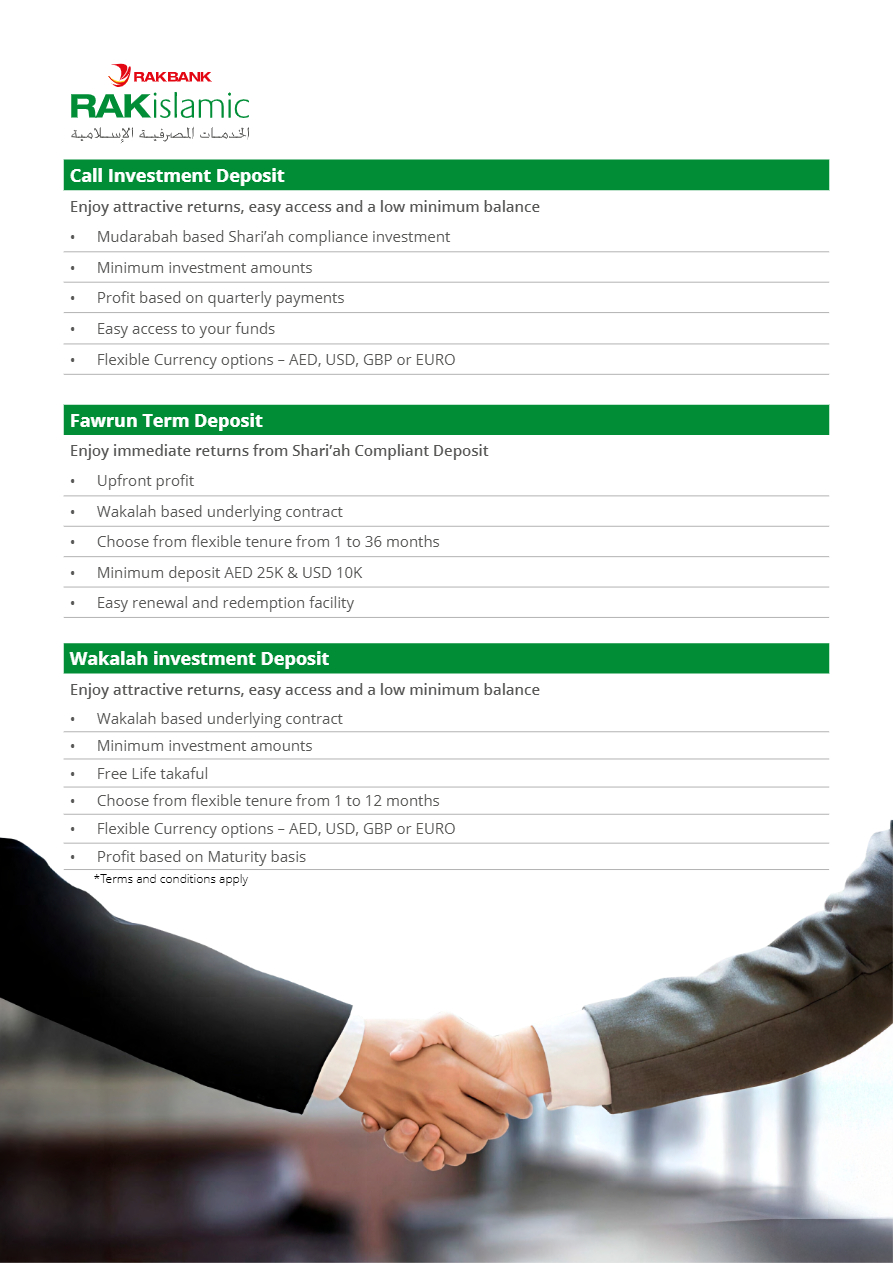 RAKBANK
RAKislamic
الخدمات المصرفية الإسلامية
Call Investment Deposit
Enjoy attractive returns, easy access and a low minimum balance
• Mudarabah based Shari’ah compliance investment
• Minimum investment amounts
• Profit based on quarterly payments
• Easy access to your funds
• Flexible Currency options – AED, USD, GBP or EURO
Fawrun Term Deposit
Enjoy immediate returns from Shari’ah Compliant Deposit
• Upfront profit
• Wakalah based underlying contract
• Choose from flexible tenure from 1 to 36 months
• Minimum deposit AED 25K & USD 10K
• Easy renewal and redemption facility
Wakalah investment Deposit
Enjoy attractive returns, easy access and a low minimum balance
• Wakalah based underlying contract
• Minimum investment amounts
• Free Life takaful
• Choose from flexible tenure from 1 to 12 months
• Flexible Currency options – AED, USD, GBP or EURO
• Profit based on Maturity basis
*Terms and conditions apply